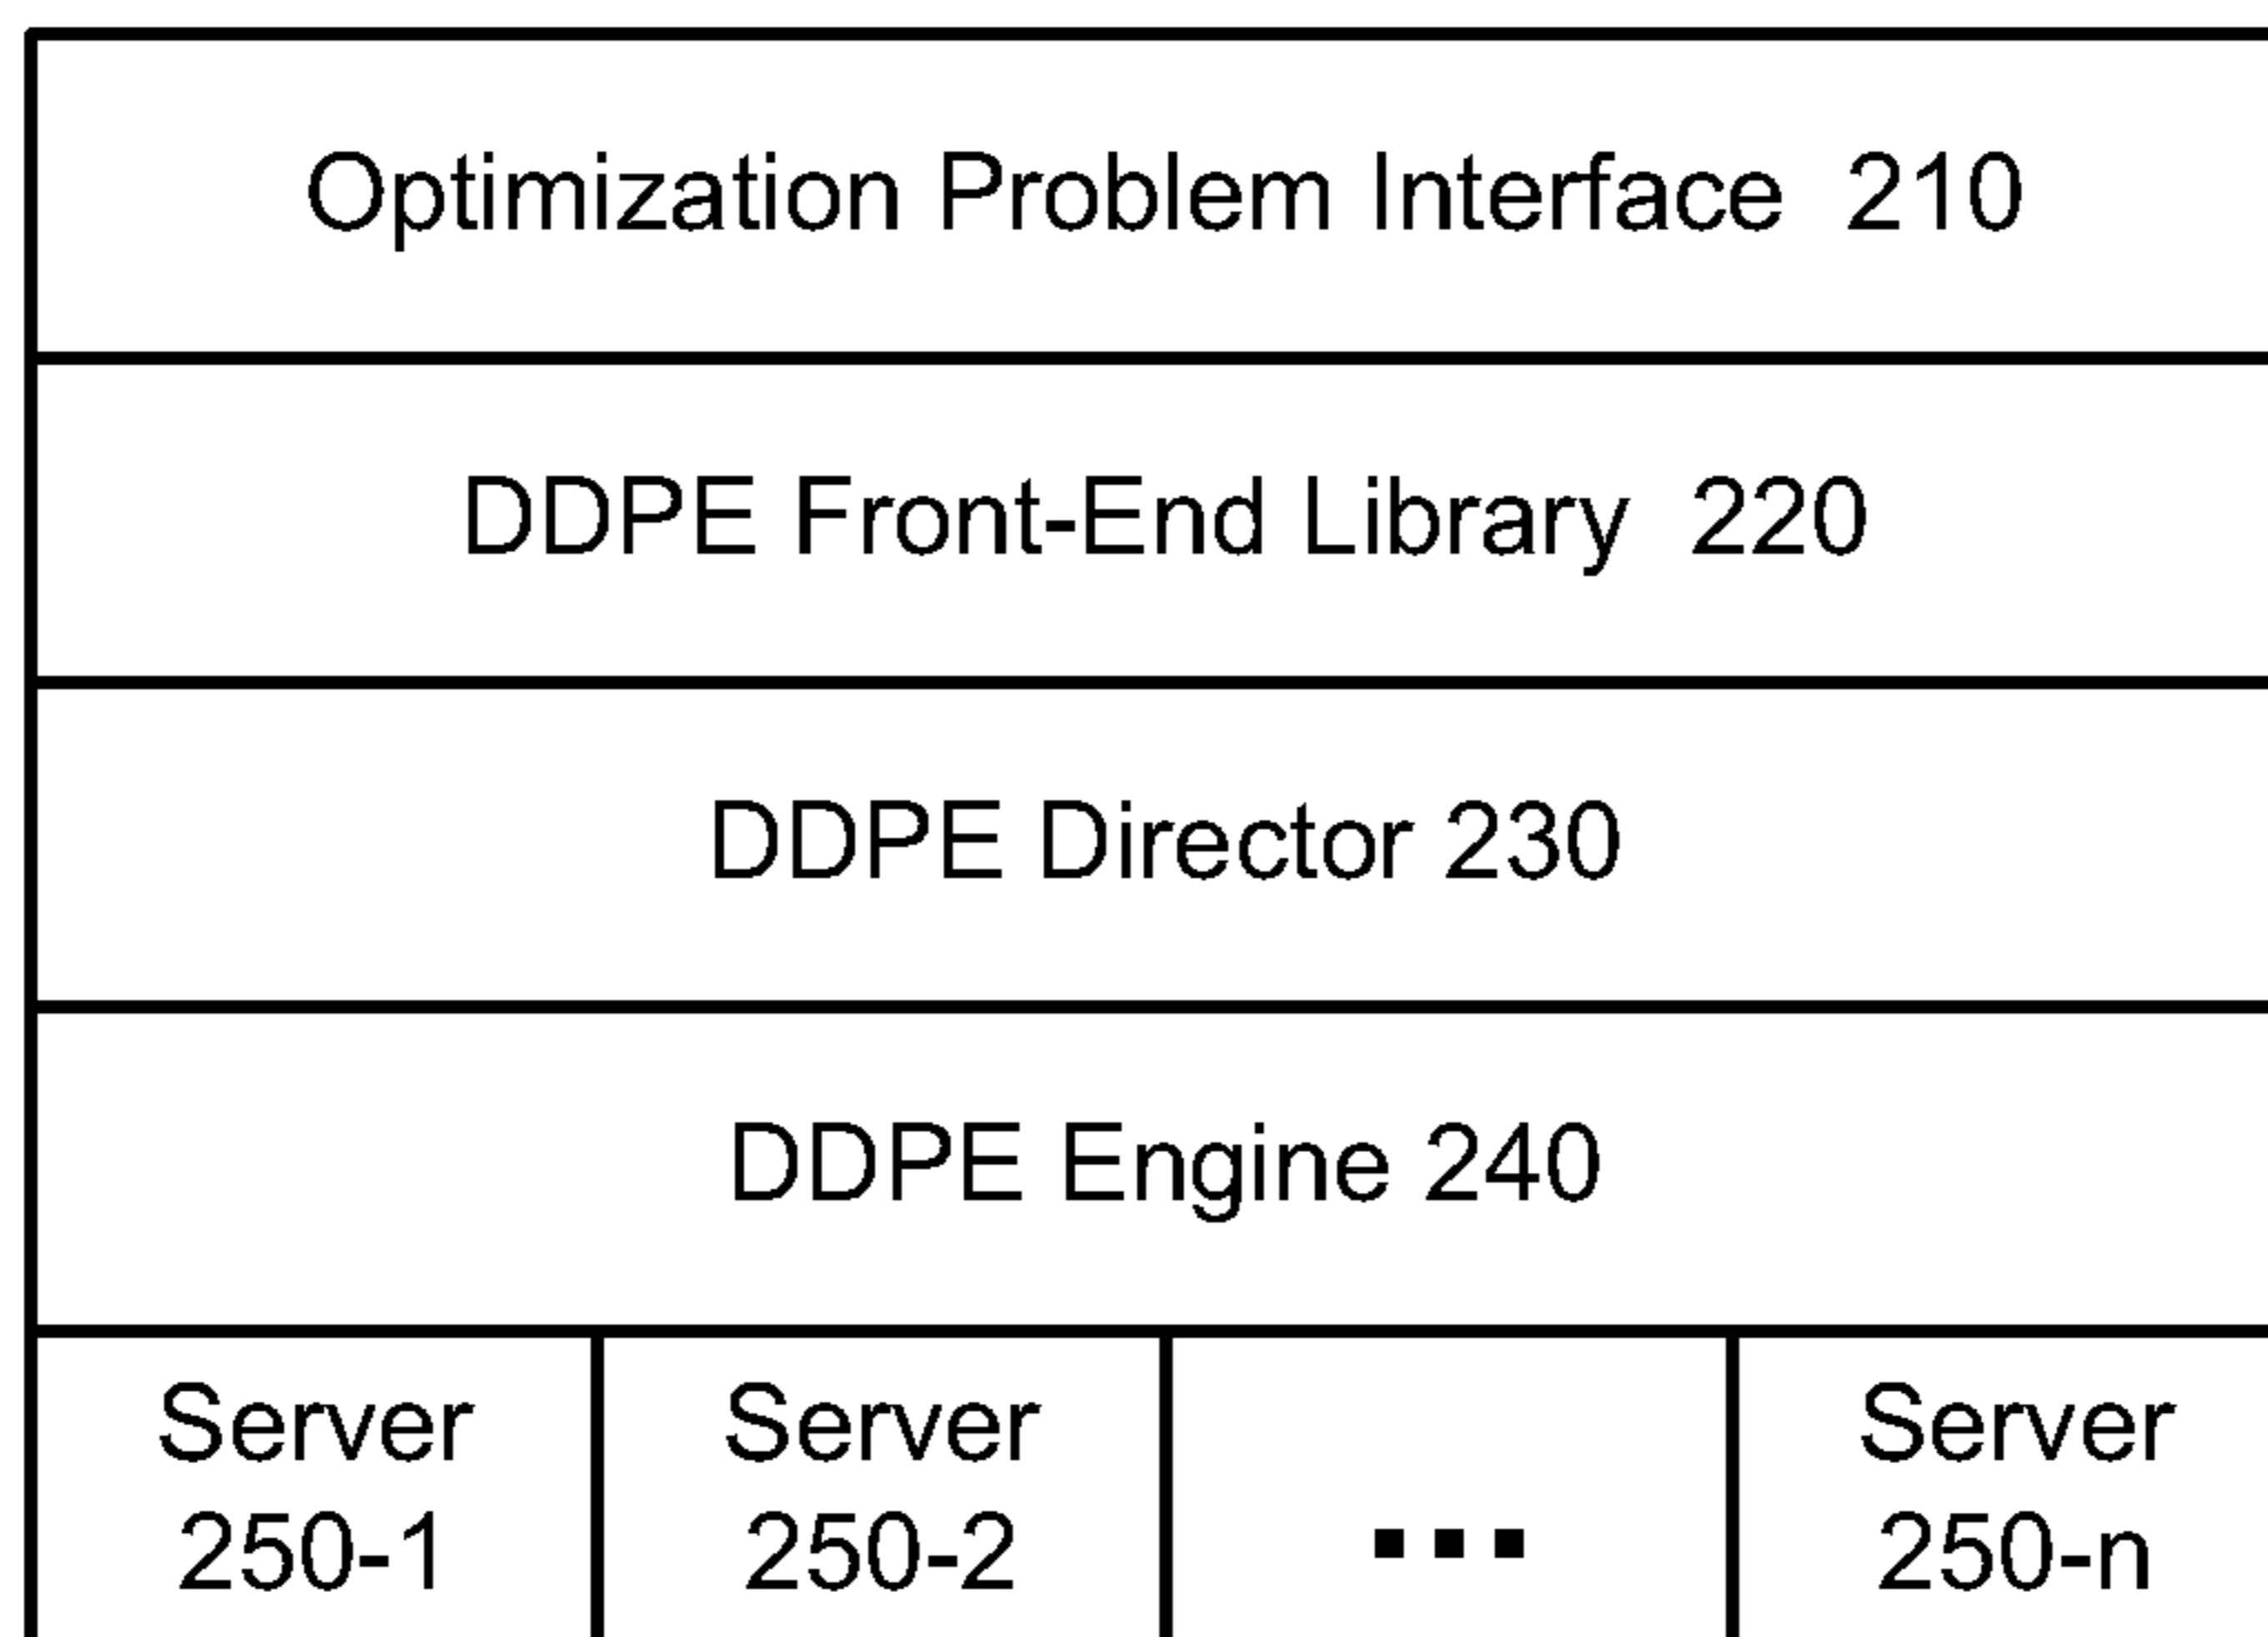 Optimization Problem Interface 210
DDPE Front-End Library 220
DDPE Director 230
DDPE Engine 240
Server
250-1
Server
250-2
...
Server
250-n